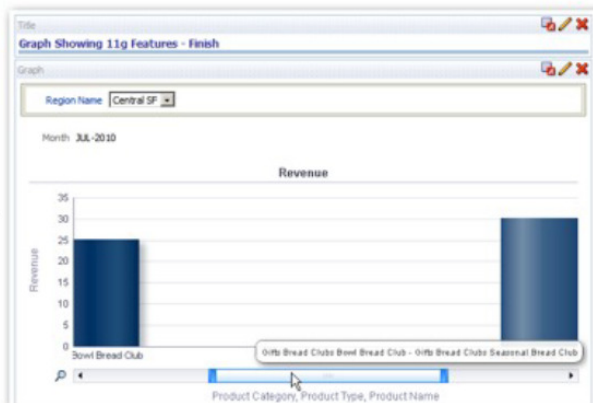 Title
Graph Showing 11g Features - Finish
Graph
Region Name Central SF
Month JUL-2010
Revenue
35
30
25
20
15
10
5
0
Revenue
Bowl Bread Club
Gifts Bread Clubs Bowl Bread Club - Gifts Bread Clubs Seasonal Bread Club
Product Category, Product Type, Product Name